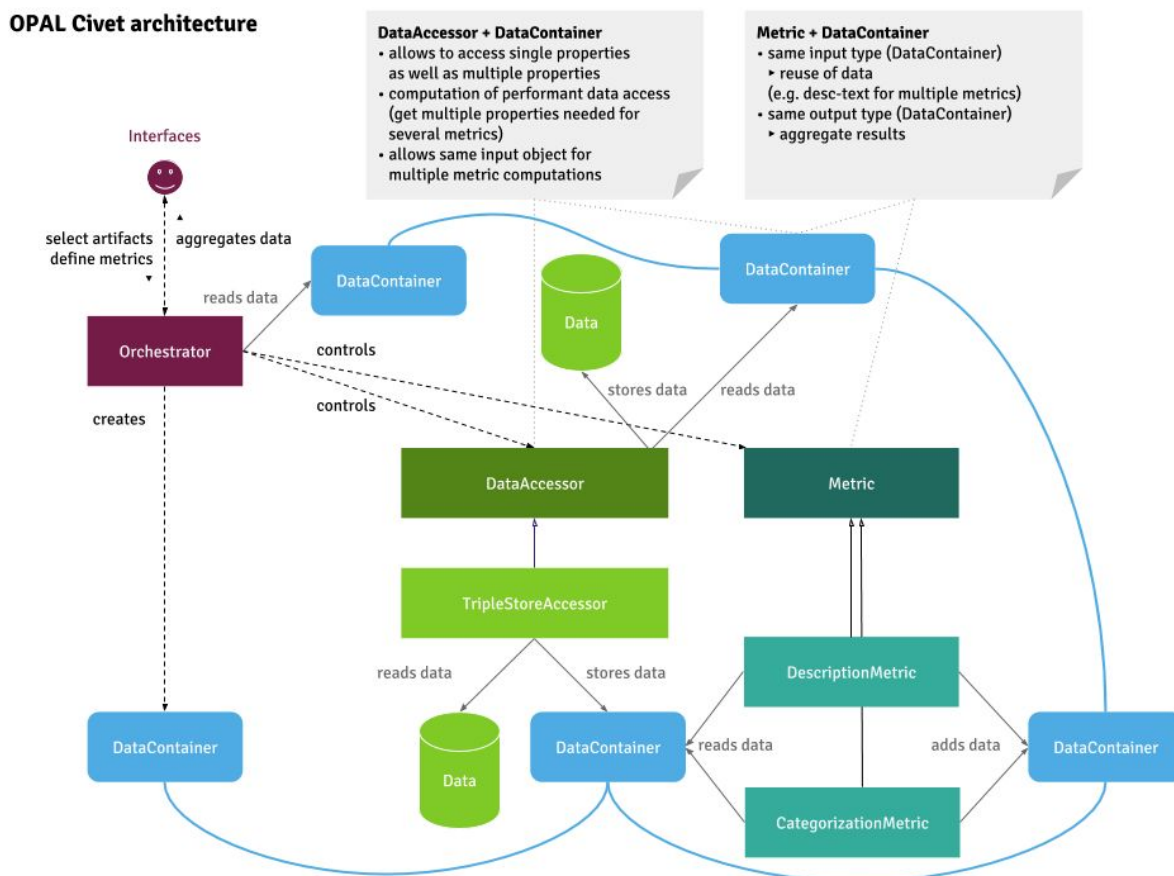 OPAL Civet architecture
DataAccessor + DataContainer
• allows to access single properties
as well as multiple properties
• computation of performant data access
(get multiple properties needed for
several metrics)
• allows same input object for
multiple metric computations
Metric + DataContainer
• same input type (DataContainer)
‣ reuse of data
(e.g. desc-text for multiple metrics)
• same output type (DataContainer)
‣ aggregate results
Interfaces
select artifacts
define metrics
aggregates data
reads data
DataContainer
DataContainer
Data
Orchestrator
controls
controls
stores data
reads data
creates
DataAccessor
Metric
TripleStoreAccessor
reads data
stores data
DescriptionMetric
DataContainer
Data
DataContainer
reads data
adds data
DataContainer
CategorizationMetric